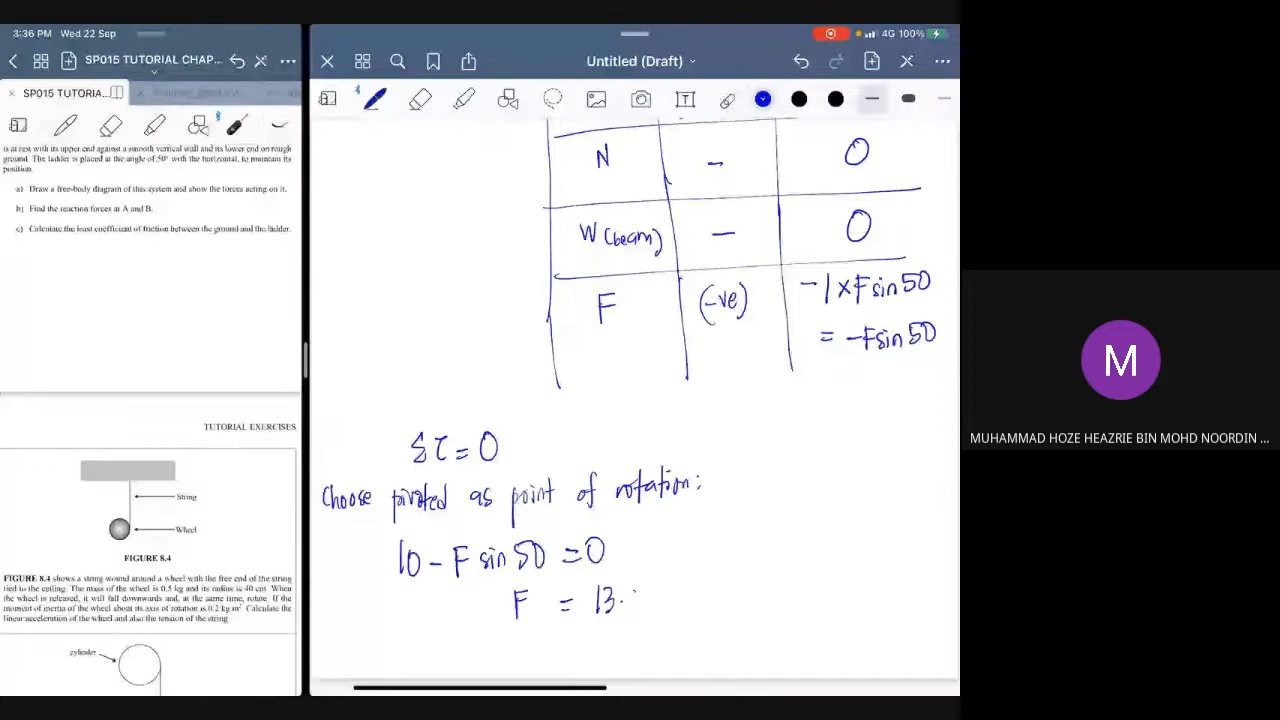 3:36 PM Wed 22 Sep
SP015 TUTORIAL CHAP...
SP015 TUTORIA...
is at rest with its upper end against a smooth vertical wall and its lower end on rough
ground. The ladder is placed at the angle of 50° with the horizontal, to maintain its
position.
a) Draw a free-body diagram of this system and show the forces acting on it.
b) Find the reaction forces at A and B.
c) Calculate the least coefficient of friction between the ground and the ladder.
TUTORIAL EXERCISES
String
Wheel
FIGURE 8.4
FIGURE 8.4 shows a string wound around a wheel with the free end of the string
tied to the ceiling. The mass of the wheel is 0.5 kg and its radius is 40 cm. When
the wheel is released, it will fall downwards and, at the same time, rotate. If the
moment of inertia of the wheel about its axis of rotation is 0.2 kg m². Calculate the
linear acceleration of the wheel and also the tension of the string
cylinder
4G 100%
Untitled (Draft)
N - 0
W (beam) - 0
F (-ve) -1 × F sin 50
= -F sin 50
Στ = 0
Choose pivoted as point of rotation:
10 - F sin 50 = 0
F = 13.
M
MUHAMMAD HOZE HEAZRIE BIN MOHD NOORDIN ...